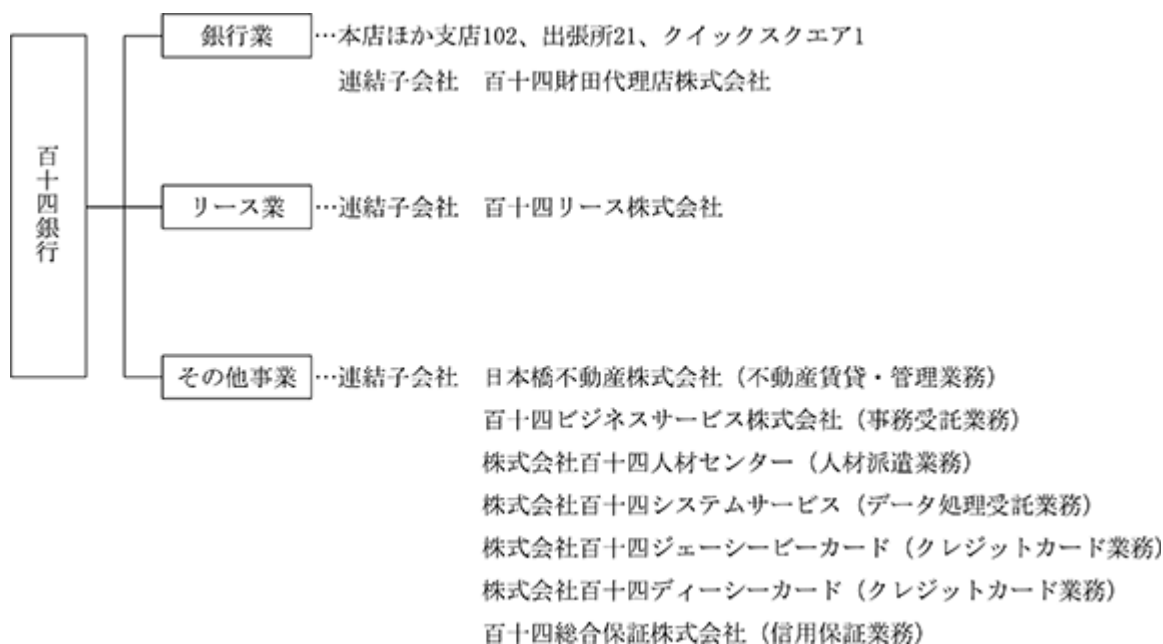 百十四銀行
銀行業 …本店ほか支店102、出張所21、クイックスクエア1
連結子会社 百十四財田代理店株式会社
リース業 …連結子会社 百十四リース株式会社
その他事業 …連結子会社 日本橋不動産株式会社（不動産賃貸・管理業務）
百十四ビジネスサービス株式会社（事務受託業務）
株式会社百十四人材センター（人材派遣業務）
株式会社百十四システムサービス（データ処理受託業務）
株式会社百十四ジェーシービーカード（クレジットカード業務）
株式会社百十四ディーシーカード（クレジットカード業務）
百十四総合保証株式会社（信用保証業務）